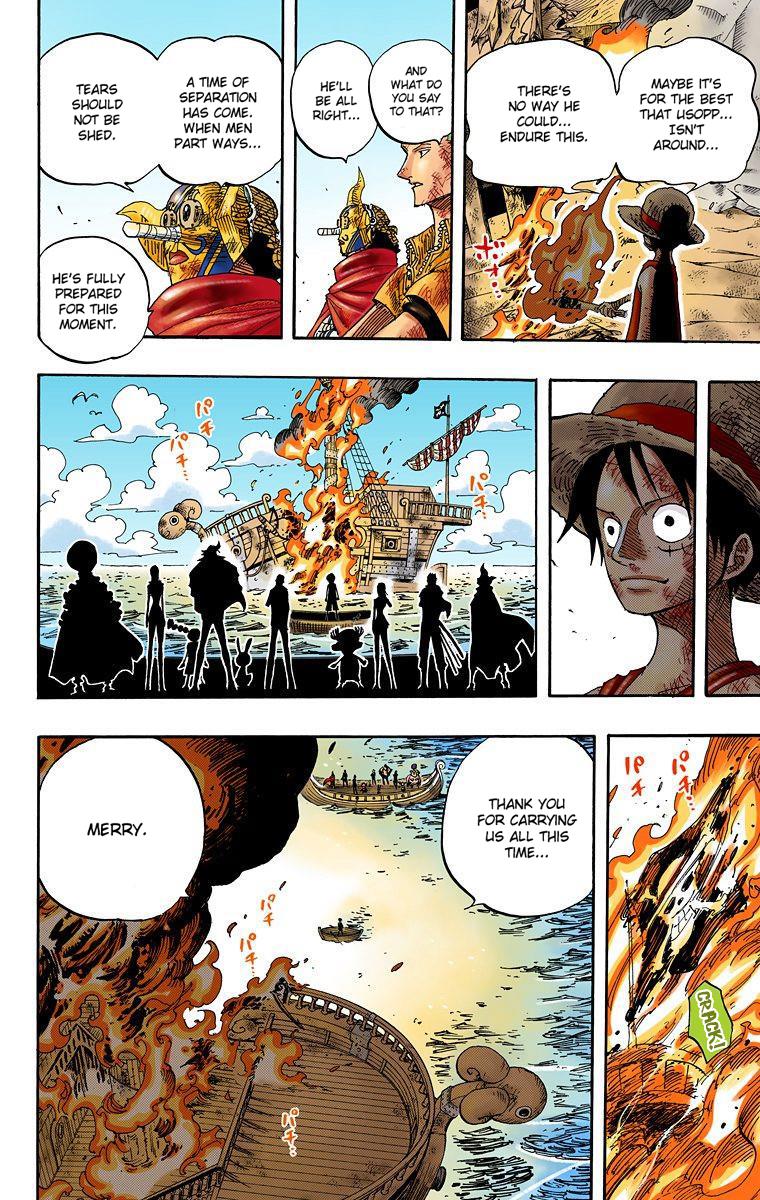 MAYBE IT'S
FOR THE BEST
THAT USOPP...
ISN'T
AROUND...
THERE'S
NO WAY HE
COULD...
ENDURE THIS.
ボォ…
AND
WHAT DO
YOU SAY
TO THAT?
HE'LL
BE ALL
RIGHT...
A TIME OF
SEPARATION
HAS COME.
WHEN MEN
PART WAYS...
TEARS
SHOULD
NOT BE
SHED.
HE'S FULLY
PREPARED
FOR THIS
MOMENT.
パチ…
パチ…
パチ…
パチ
パチ
CRACK!
THANK YOU
FOR CARRYING
US ALL THIS
TIME...
MERRY.
パチ
パチ…
パチ…